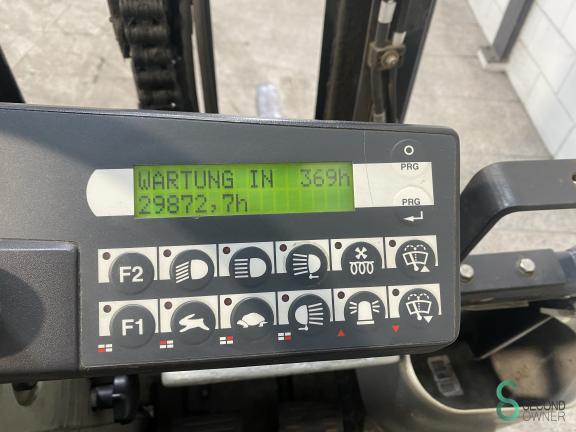 WARTUNG IN 369h
29872,7h
PRG
PRG
F2
F1
SECOND
OWNER